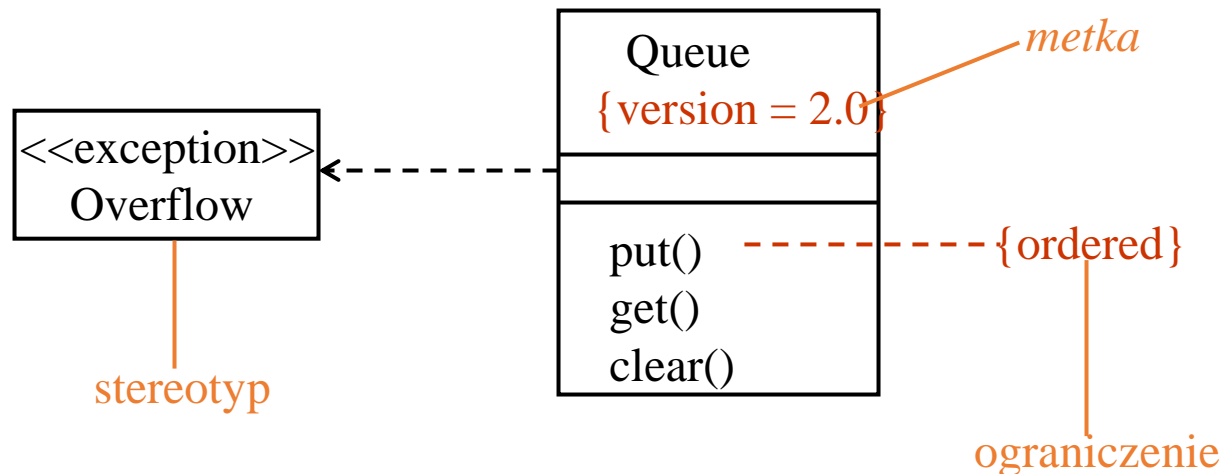 Queue
{version = 2.0}
metka
<<exception>>
Overflow
put()
get()
clear()
{ordered}
stereotyp
ograniczenie